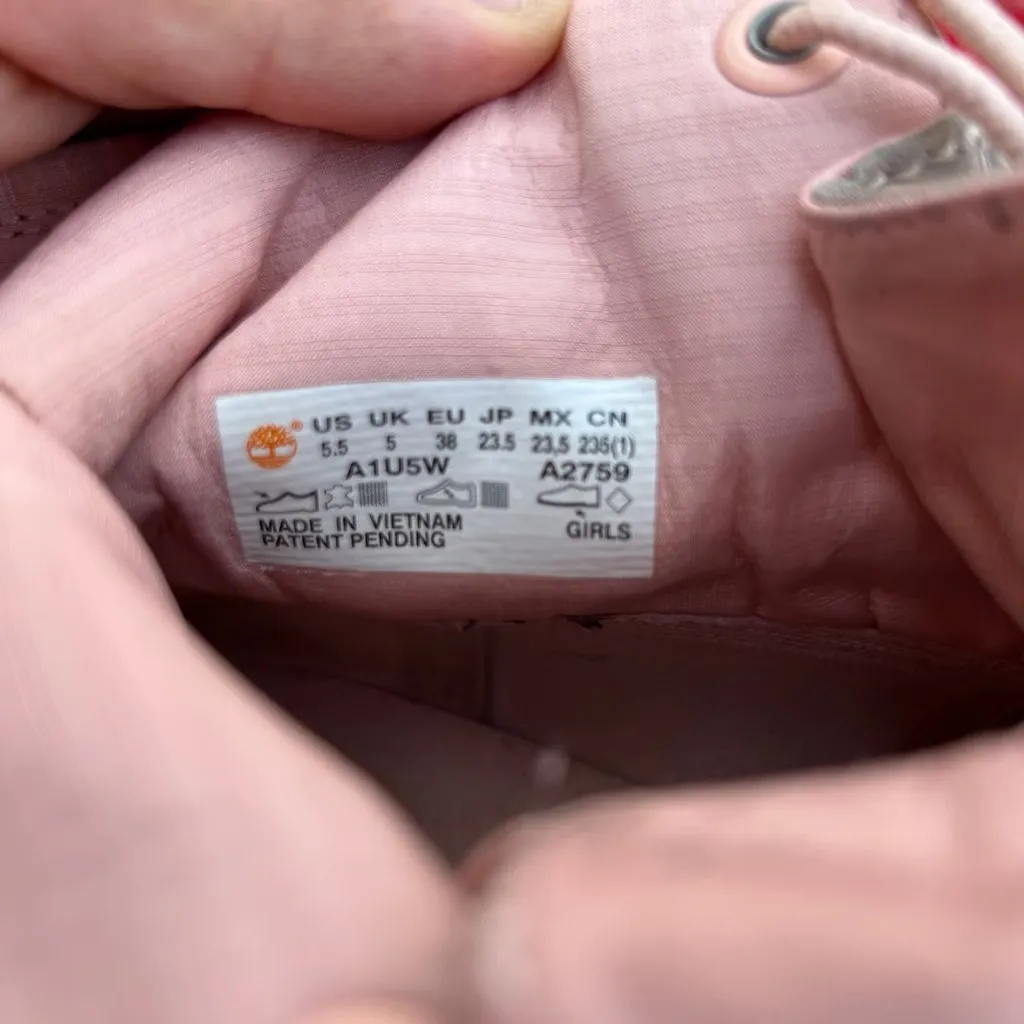 ® US UK EU JP MX CN
5.5 5 38 23.5 23,5 235(1)
A1U5W A2759
MADE IN VIETNAM GIRLS
PATENT PENDING